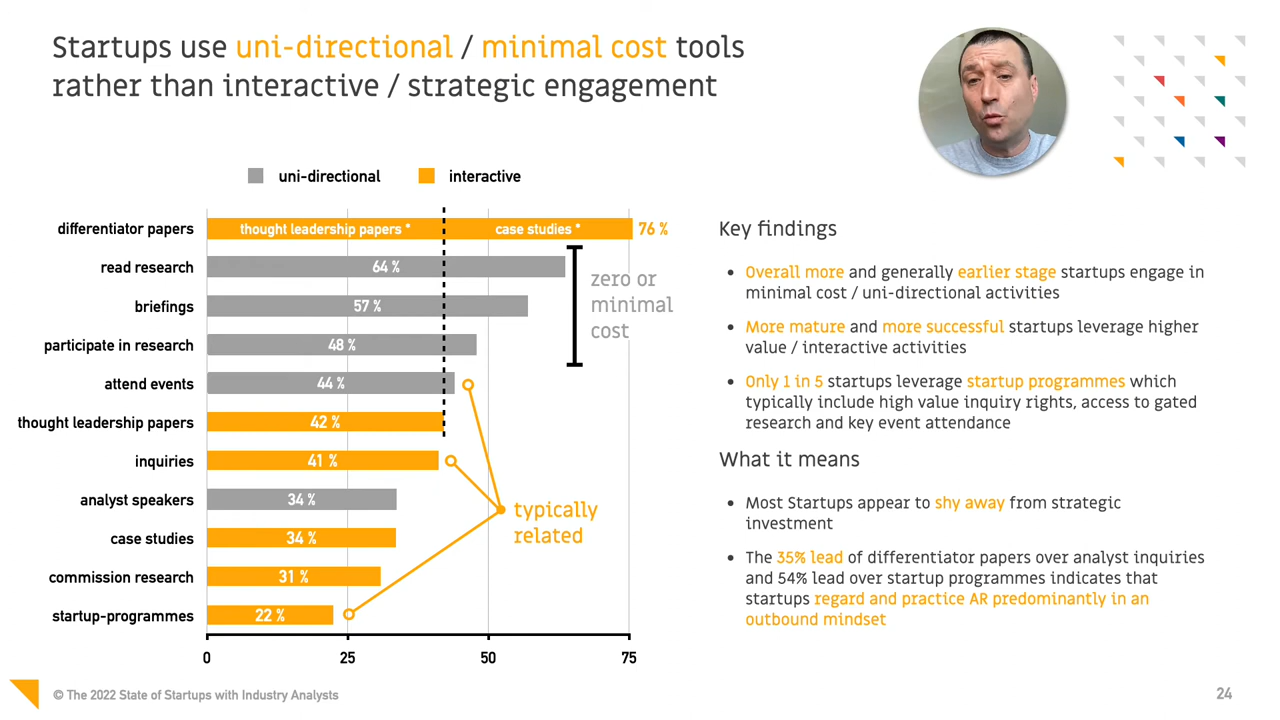 Startups use uni-directional / minimal cost tools
rather than interactive / strategic engagement
uni-directional
interactive
differentiator papers
thought leadership papers *
case studies *
76 %
read research
64 %
briefings
57 %
participate in research
48 %
attend events
44 %
thought leadership papers
42 %
inquiries
41 %
analyst speakers
34 %
case studies
34 %
commission research
31 %
startup-programmes
22 %
0
25
50
75
zero or
minimal
cost
typically
related
Key findings
• Overall more and generally earlier stage startups engage in
minimal cost / uni-directional activities
• More mature and more successful startups leverage higher
value / interactive activities
• Only 1 in 5 startups leverage startup programmes which
typically include high value inquiry rights, access to gated
research and key event attendance
What it means
• Most Startups appear to shy away from strategic
investment
• The 35% lead of differentiator papers over analyst inquiries
and 54% lead over startup programmes indicates that
startups regard and practice AR predominantly in an
outbound mindset
© The 2022 State of Startups with Industry Analysts
24